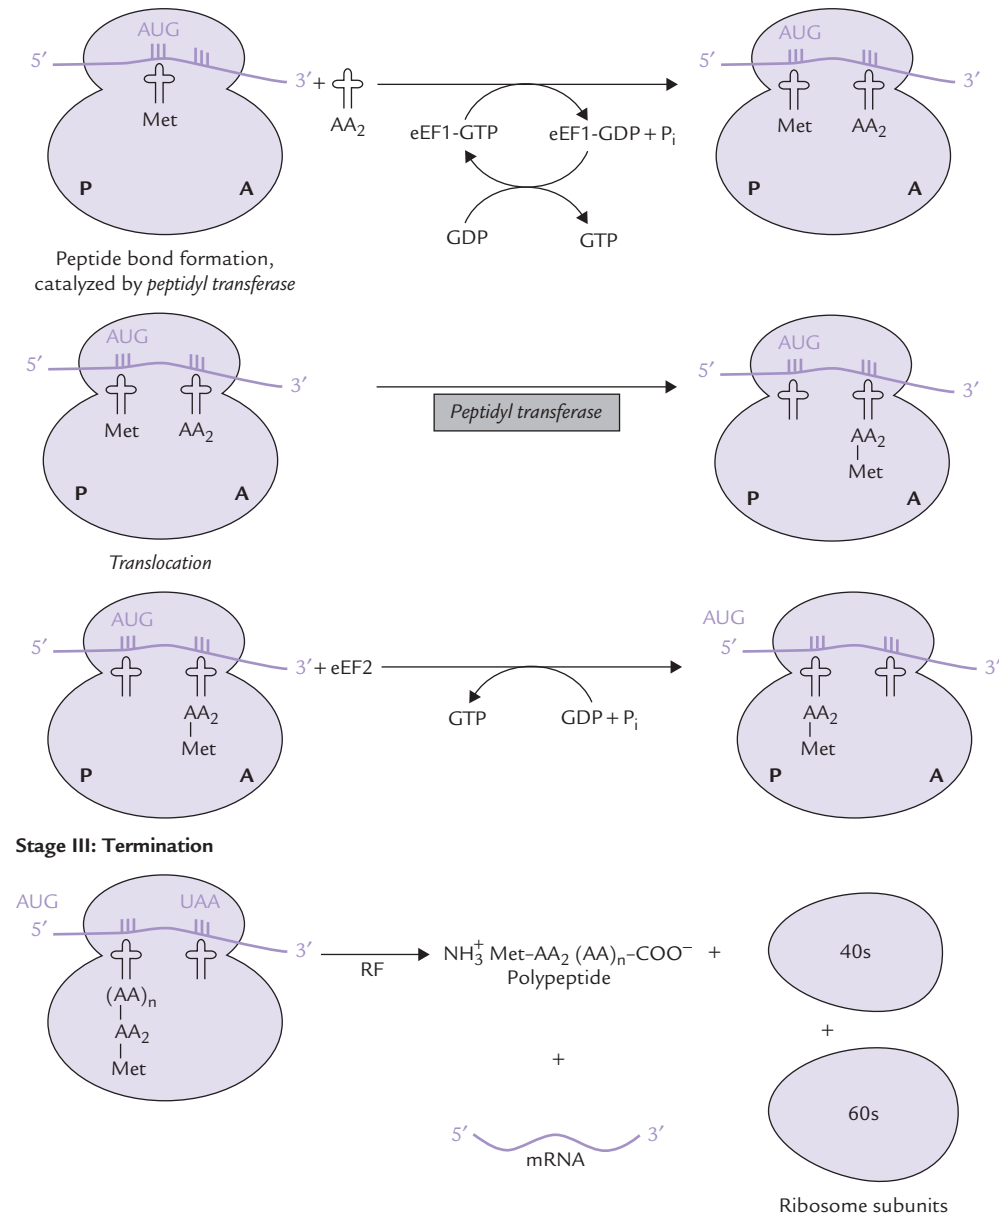 AUG
5′
3′ +
Met
AA2
P
A
eEF1-GTP
eEF1-GDP + Pi
GDP
GTP
AUG
5′
3′
Met
AA2
P
A
Peptide bond formation,
catalyzed by peptidyl transferase
AUG
5′
3′
Met
AA2
P
A
Peptidyl transferase
AUG
5′
3′
AA2
Met
P
A
Translocation
AUG
5′
3′ + eEF2
AA2
Met
P
A
GTP
GDP + Pi
AUG
5′
3′
AA2
Met
P
A
Stage III: Termination
AUG
UAA
5′
3′
(AA)n
AA2
Met
RF
NH3+ Met–AA2 (AA)n–COO− +
Polypeptide
40s
+
+
60s
5′
3′
mRNA
Ribosome subunits